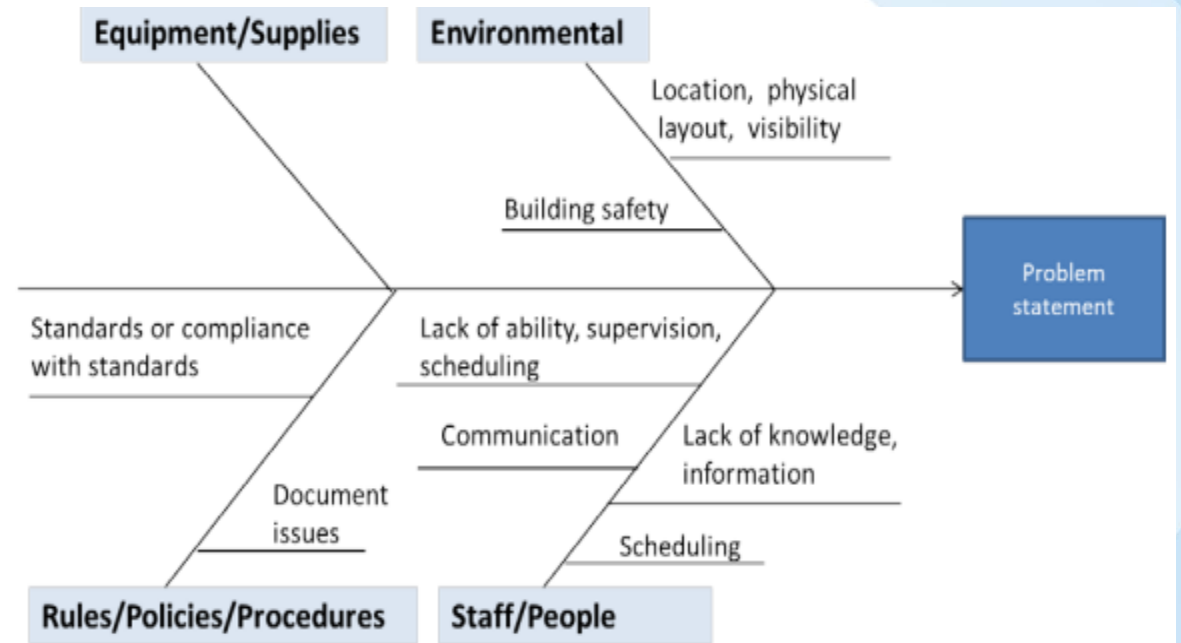 Equipment/Supplies
Environmental
Location, physical
layout, visibility
Building safety
Problem
statement
Standards or compliance
with standards
Lack of ability, supervision,
scheduling
Communication
Lack of knowledge,
information
Document
issues
Scheduling
Rules/Policies/Procedures
Staff/People